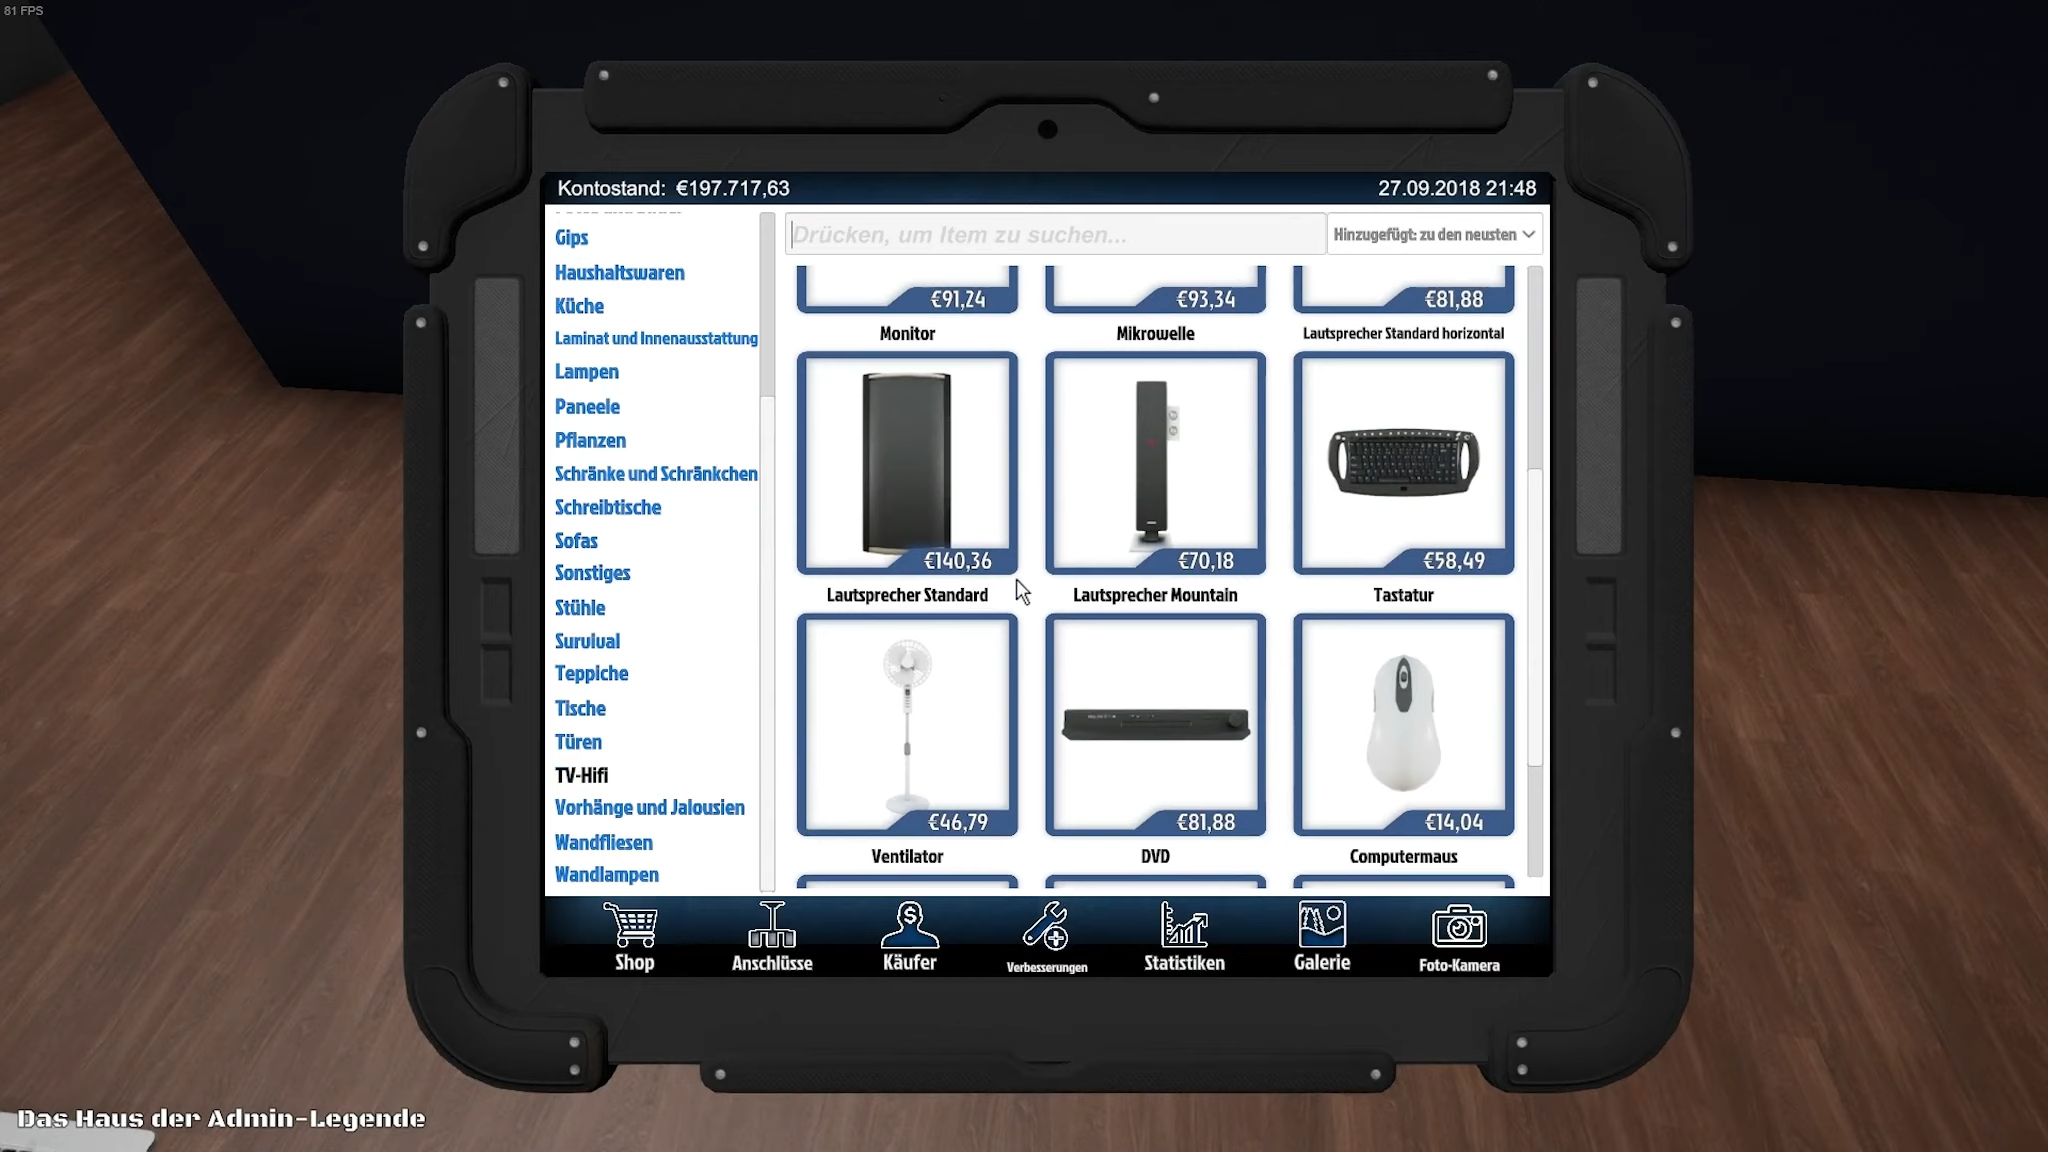 81 FPS
Kontostand: €197.717,63
27.09.2018 21:48
Gips
Haushaltswaren
Küche
Laminat und Innenausstattung
Lampen
Paneele
Pflanzen
Schränke und Schränkchen
Schreibtische
Sofas
Sonstiges
Stühle
Survival
Teppiche
Tische
Türen
TV-Hifi
Vorhänge und Jalousien
Wandfliesen
Wandlampen
Drücken, um Item zu suchen...
Hinzugefügt: zu den neusten
€91,24
€93,34
€81,88
Monitor
Mikrowelle
Lautsprecher Standard horizontal
€140,36
€70,18
€58,49
Lautsprecher Standard
Lautsprecher Mountain
Tastatur
€46,79
€81,88
€14,04
Ventilator
DVD
Computermaus
Shop
Anschlüsse
Käufer
Verbesserungen
Statistiken
Galerie
Foto-Kamera
Das Haus der Admin-Legende